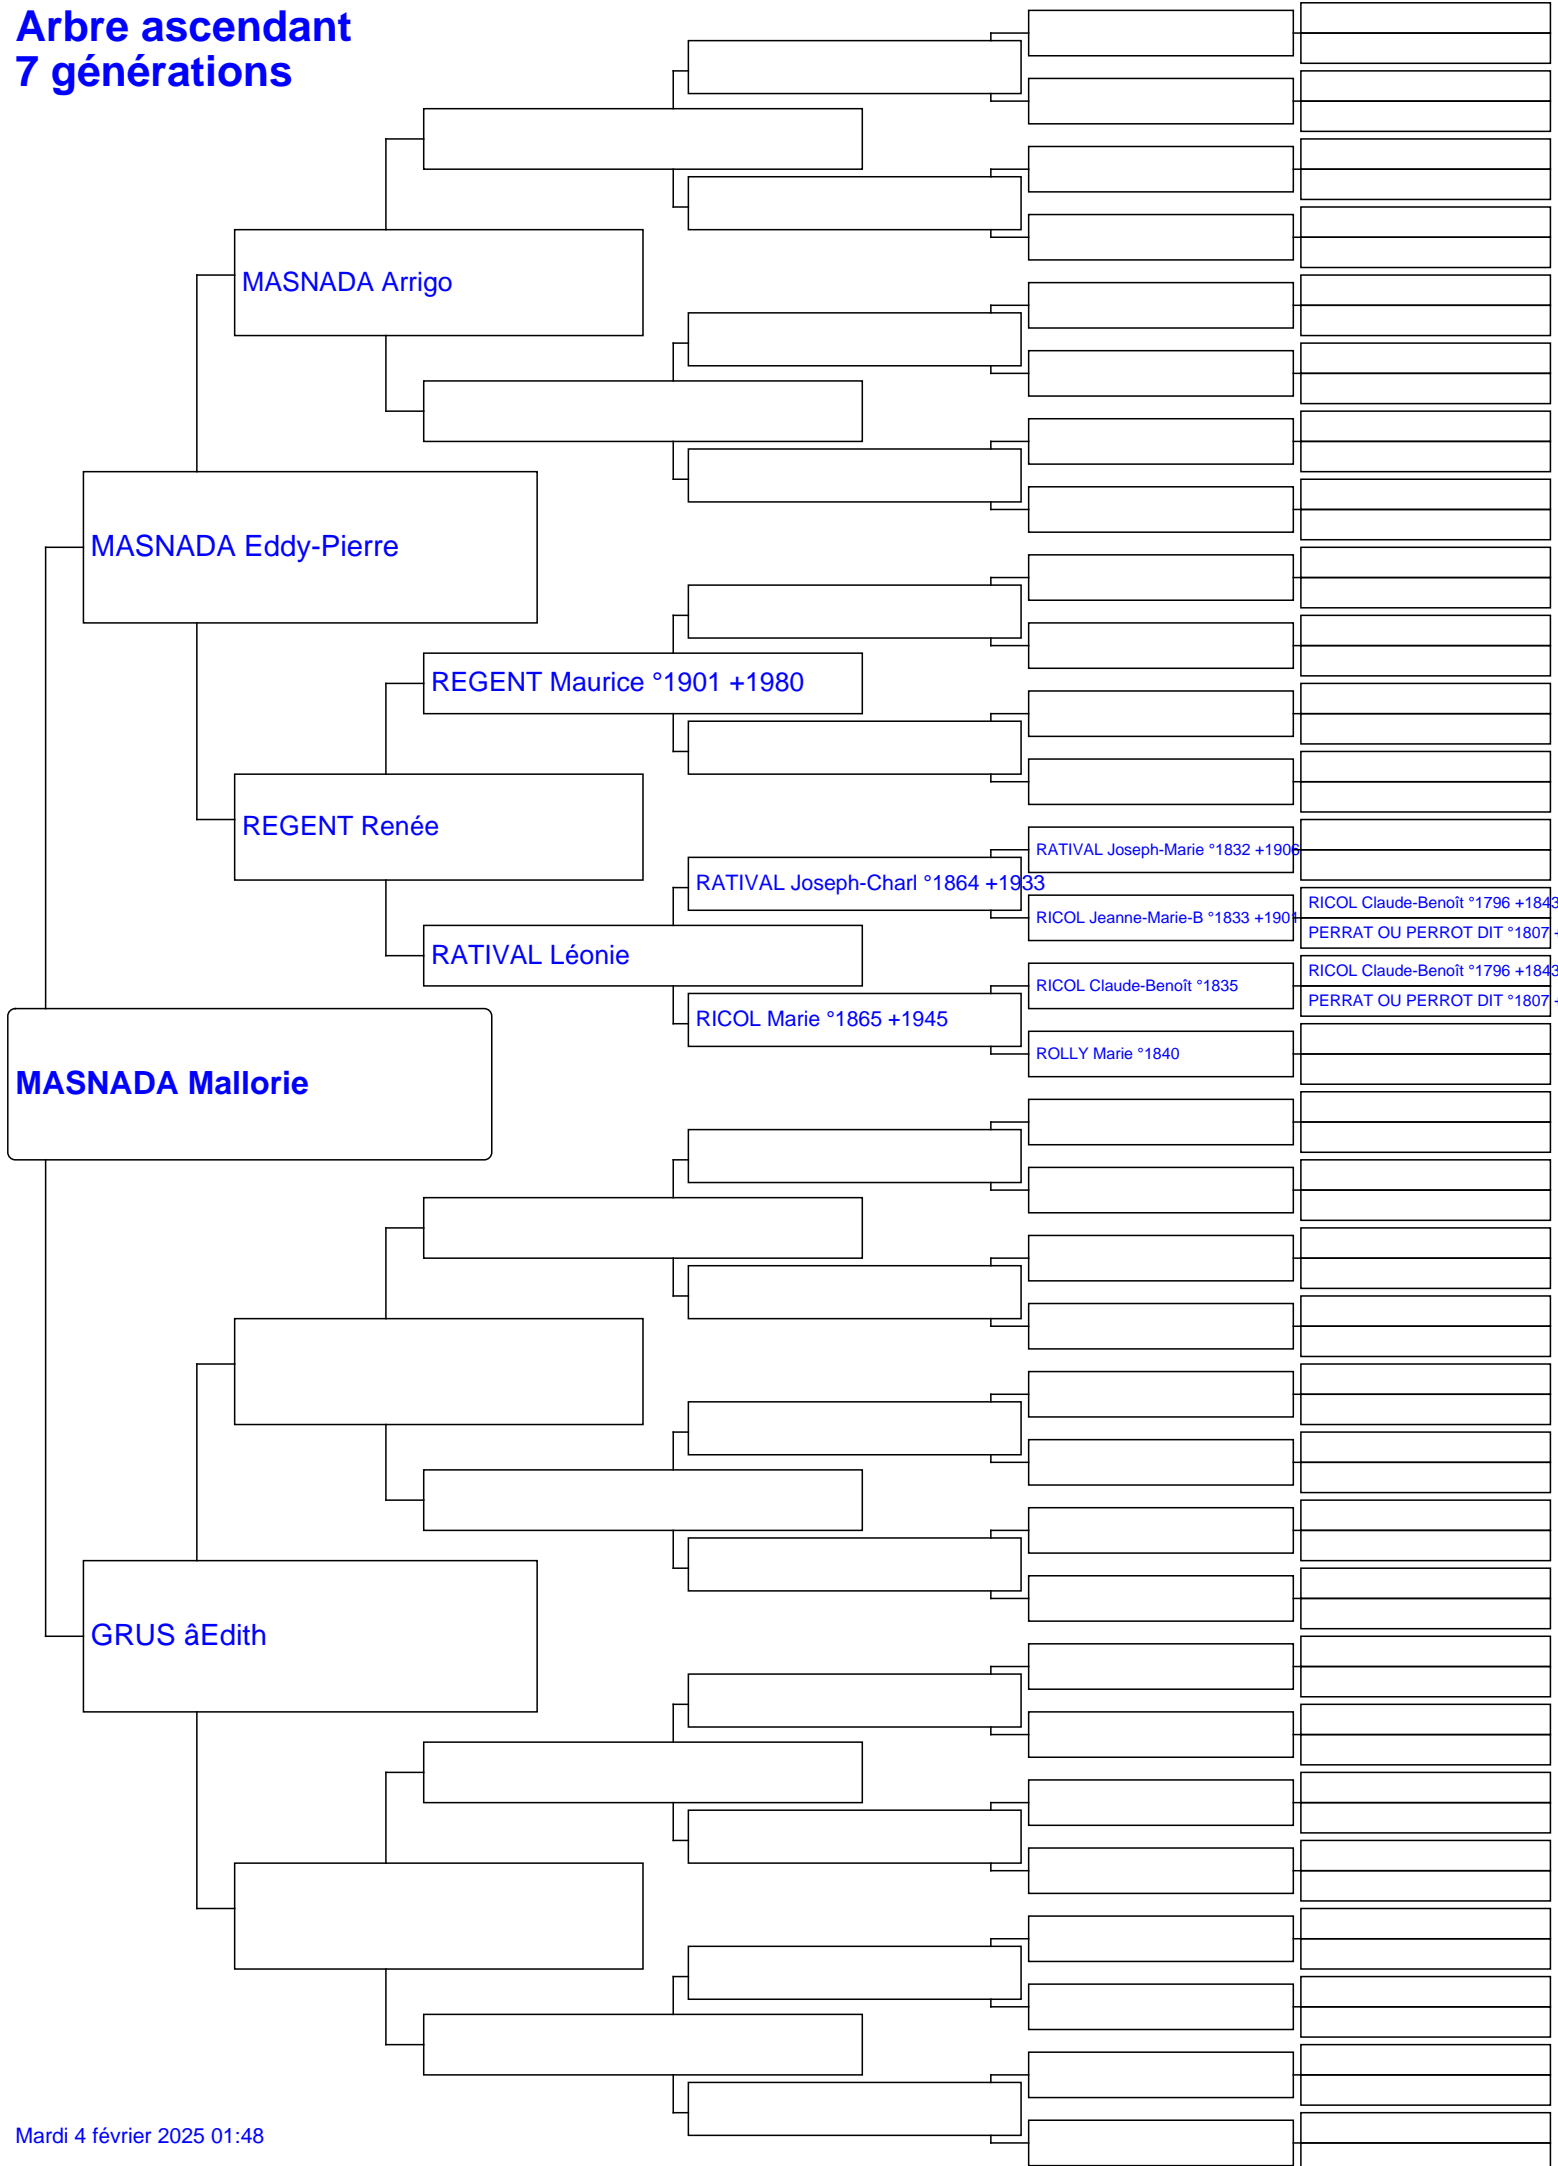 Arbre ascendant
7 générations
MASNADA Arrigo
MASNADA Eddy-Pierre
REGENT Maurice °1901 +1980
REGENT Renée
RATIVAL Joseph-Marie °1832 +1906
RATIVAL Joseph-Charl °1864 +1933
RICOL Jeanne-Marie-B °1833 +1901
RICOL Claude-Benoît °1796 +1843
PERRAT OU PERROT DIT °1807 +
RATIVAL Léonie
RICOL Claude-Benoît °1835
RICOL Claude-Benoît °1796 +1843
PERRAT OU PERROT DIT °1807 +
RICOL Marie °1865 +1945
ROLLY Marie °1840
MASNADA Mallorie
GRUS âEdith
Mardi 4 février 2025 01:48